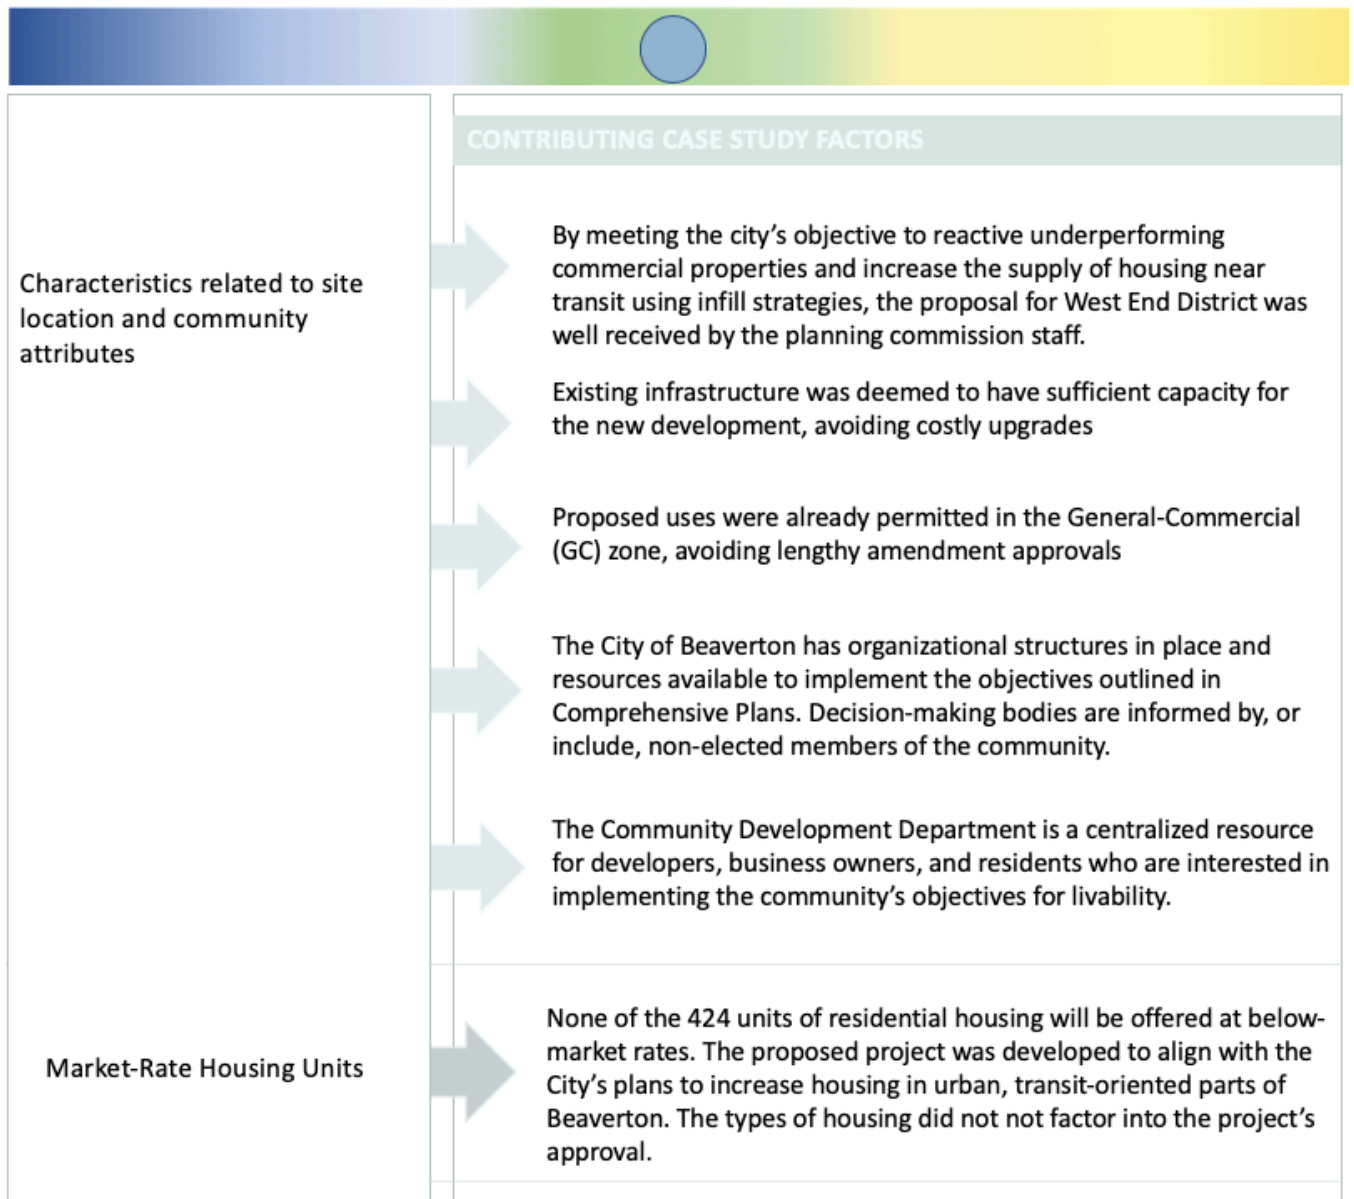 CONTRIBUTING CASE STUDY FACTORS
Characteristics related to site
location and community
attributes
By meeting the city’s objective to reactive underperforming
commercial properties and increase the supply of housing near
transit using infill strategies, the proposal for West End District was
well received by the planning commission staff.
Existing infrastructure was deemed to have sufficient capacity for
the new development, avoiding costly upgrades
Proposed uses were already permitted in the General-Commercial
(GC) zone, avoiding lengthy amendment approvals
The City of Beaverton has organizational structures in place and
resources available to implement the objectives outlined in
Comprehensive Plans. Decision-making bodies are informed by, or
include, non-elected members of the community.
The Community Development Department is a centralized resource
for developers, business owners, and residents who are interested in
implementing the community’s objectives for livability.
Market-Rate Housing Units
None of the 424 units of residential housing will be offered at below-
market rates. The proposed project was developed to align with the
City’s plans to increase housing in urban, transit-oriented parts of
Beaverton. The types of housing did not not factor into the project’s
approval.